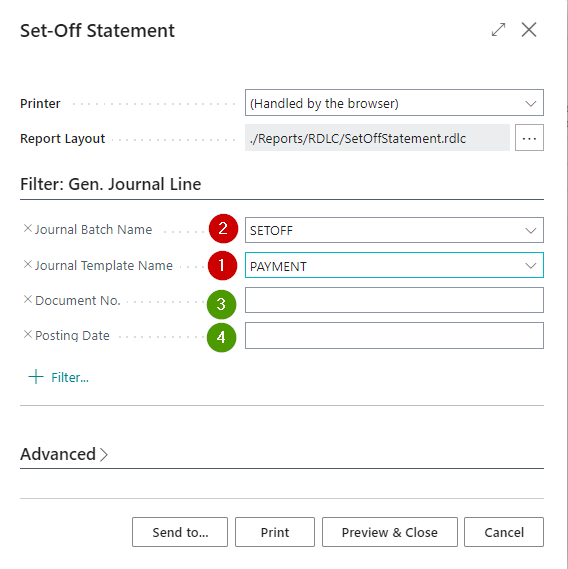 Set-Off Statement
Printer (Handled by the browser)
Report Layout ./Reports/RDLC/SetOffStatement.rdlc ...
Filter: Gen. Journal Line
Journal Batch Name 2 SETOFF
Journal Template Name 1 PAYMENT
Document No. 3
Posting Date 4
Filter...
Advanced
Send to... Print Preview & Close Cancel